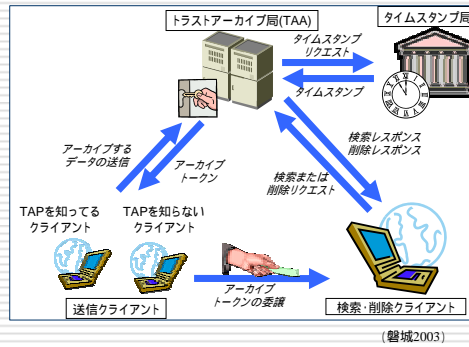 トラストアーカイブ局(TAA)
タイムスタンプ局
タイムスタンプ
リクエスト
タイムスタンプ
検索レスポンス
削除レスポンス
アーカイブする
データの送信
アーカイブ
トークン
検索または
削除リクエスト
TAPを知ってる
クライアント
TAPを知らない
クライアント
送信クライアント
アーカイブ
トークンの委譲
検索・削除クライアント
(磐城2003)